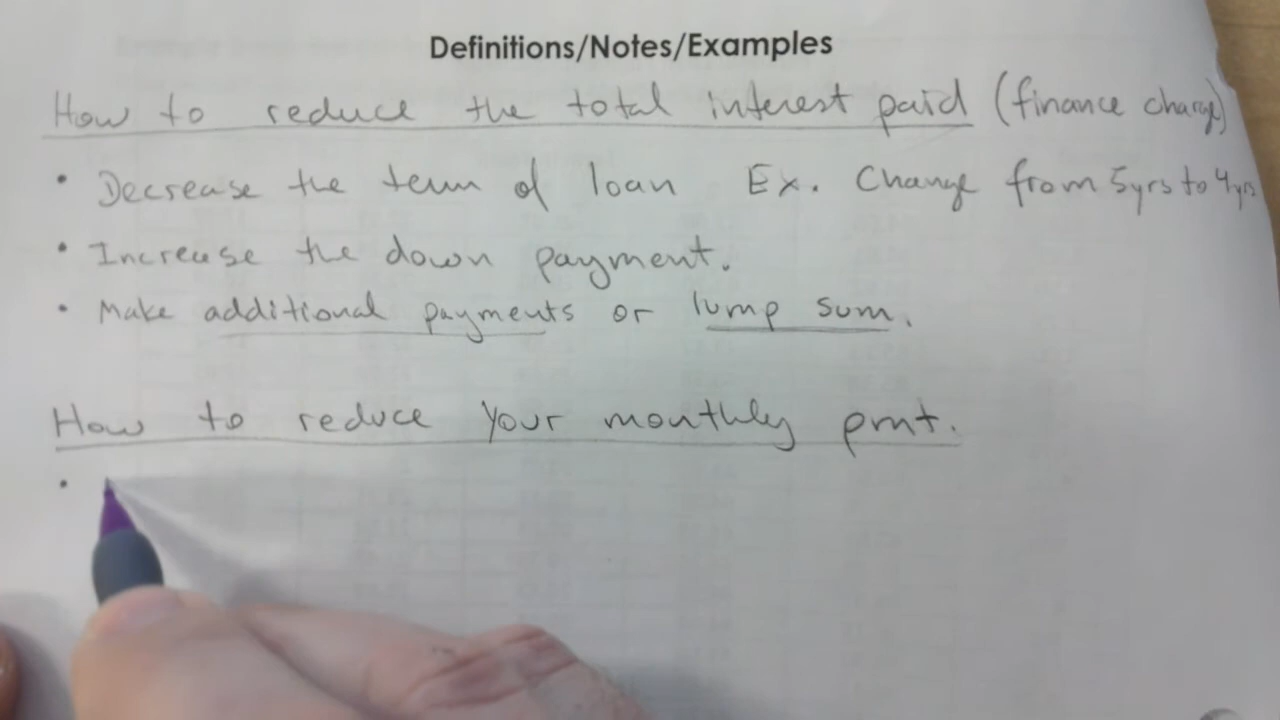 Definitions/Notes/Examples
How to reduce the total interest paid (finance charge)
• Decrease the term of loan Ex. Change from 5yrs to 4yrs
• Increase the down payment.
• Make additional payments or lump sum.
How to reduce your monthly pmt.
•